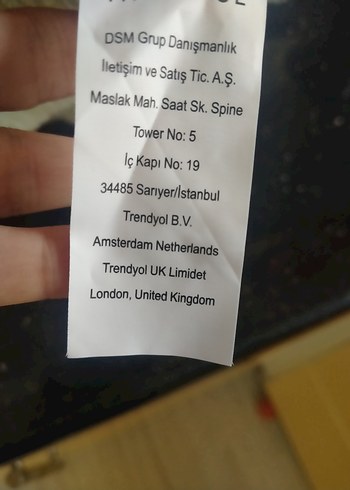 DSM Grup Danışmanlık
İletişim ve Satış Tic. A.Ş.
Maslak Mah. Saat Sk. Spine
Tower No: 5
İç Kapı No: 19
34485 Sarıyer/İstanbul
Trendyol B.V.
Amsterdam Netherlands
Trendyol UK Limidet
London, United Kingdom